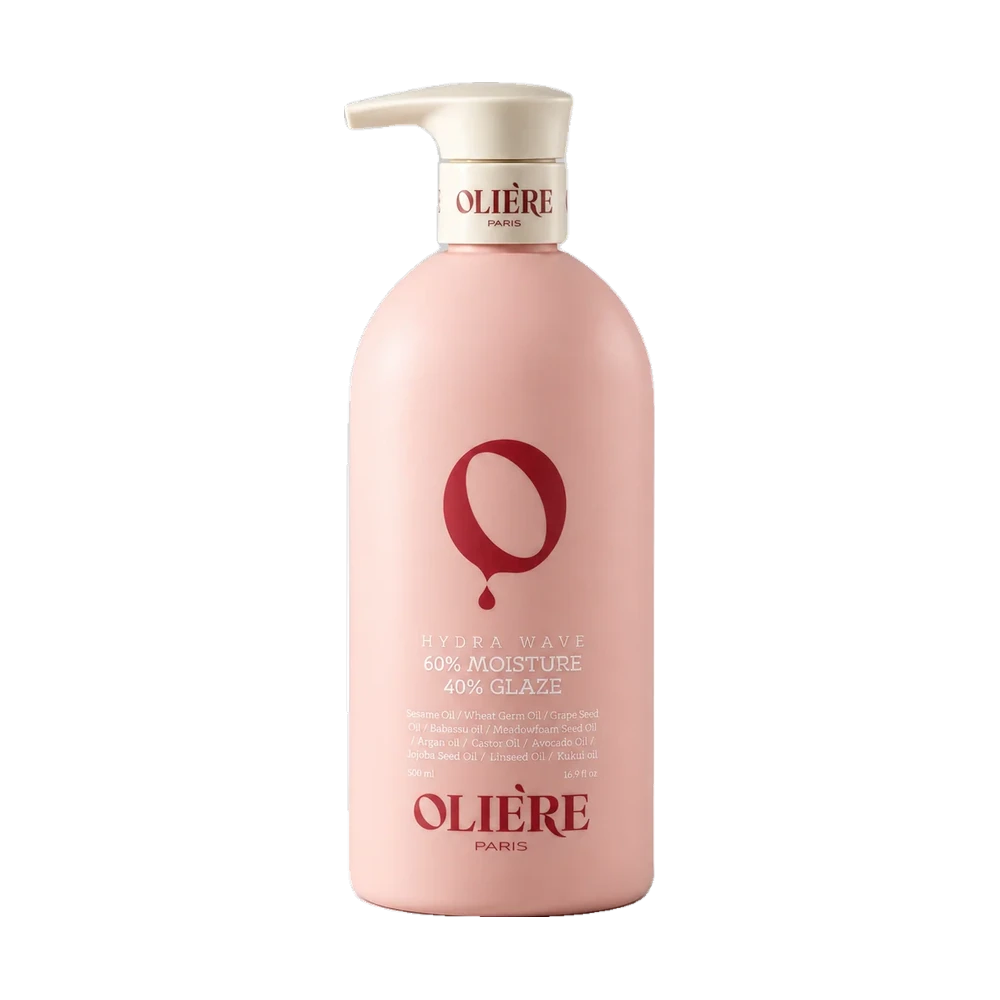 OLIÈRE
PARIS
HYDRA WAVE
60% MOISTURE
40% GLAZE
Sesame Oil / Wheat Germ Oil / Grape Seed
Oil / Babassu oil / Meadowfoam Seed Oil
/ Argan oil / Castor Oil / Avocado Oil /
Jojoba Seed Oil / Linseed Oil / Kukui oil
500 ml 16.9 fl oz
OLIÈRE
PARIS